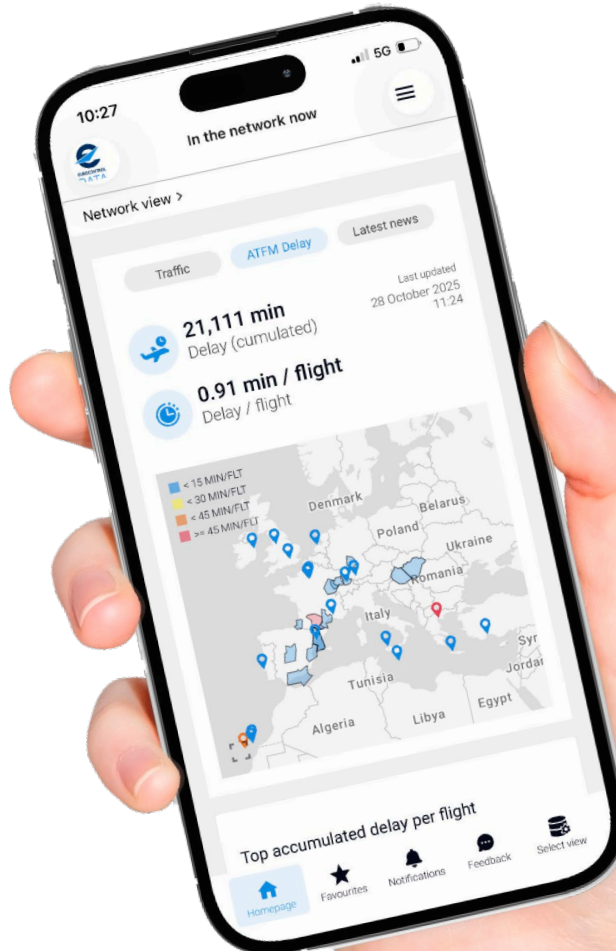 10:27
5G
In the network now
EUROCONTROL
DATA
Network view >
Traffic
ATFM Delay
Latest news
21,111 min
Delay (cumulated)
Last updated
28 October 2025
11:24
0.91 min / flight
Delay / flight
< 15 MIN/FLT
< 30 MIN/FLT
< 45 MIN/FLT
>= 45 MIN/FLT
Denmark
Belarus
Poland
Ukraine
Romania
Italy
Syr
Jordan
Tunisia
Egypt
Libya
Algeria
Top accumulated delay per flight
Homepage
Favourites
Notifications
Feedback
Select view